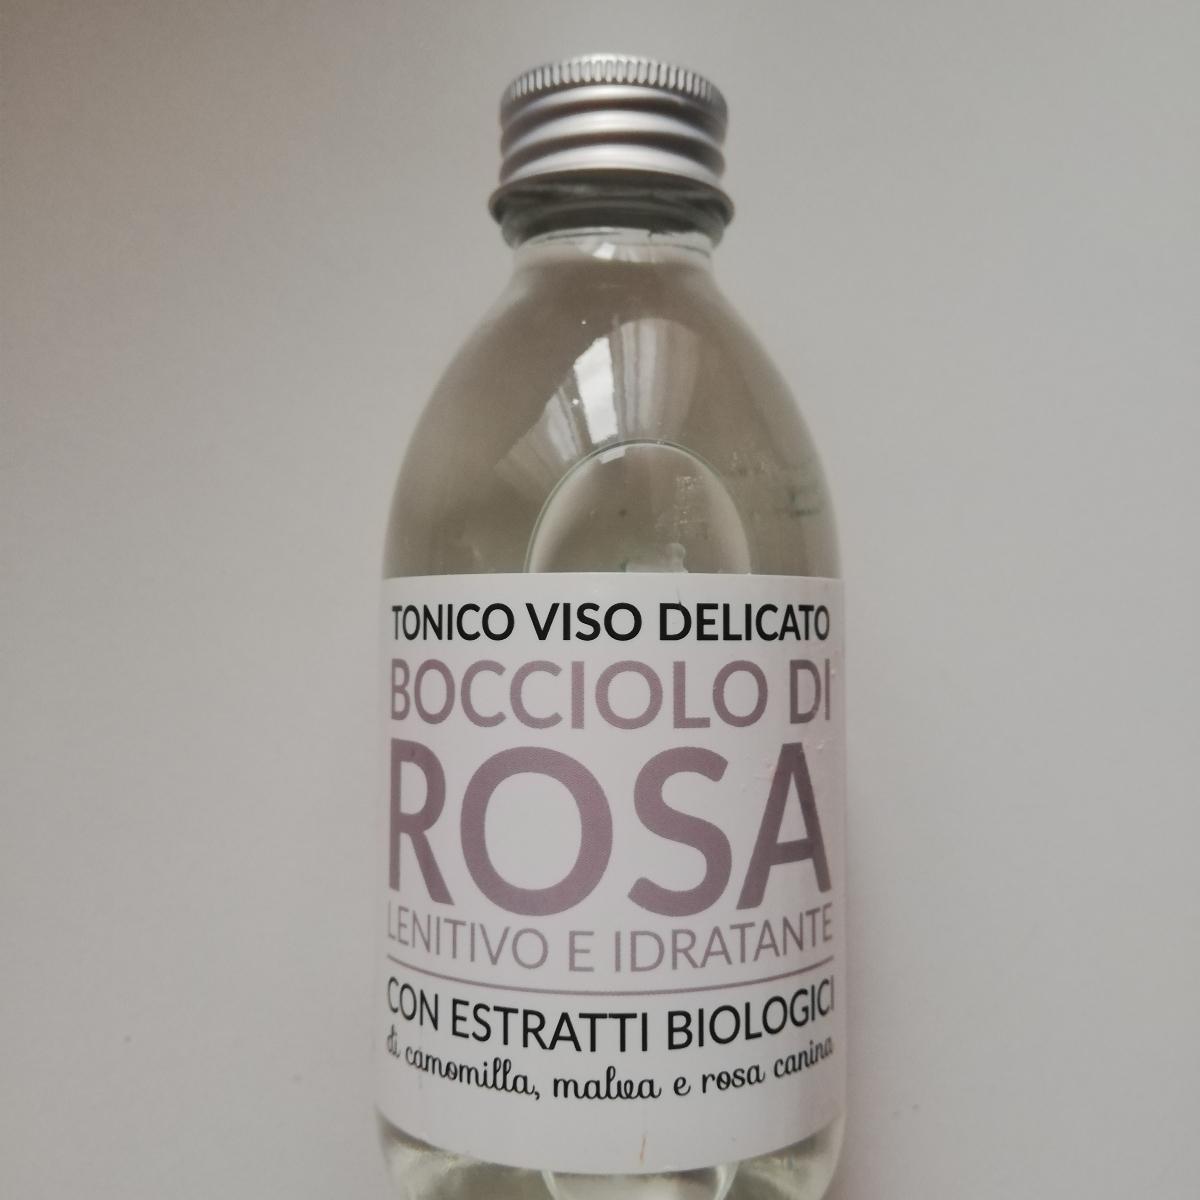 TONICO VISO DELICATO
BOCCIOLO DI
ROSA
LENITIVO E IDRATANTE
CON ESTRATTI BIOLOGICI
di camomilla, malva e rosa canina